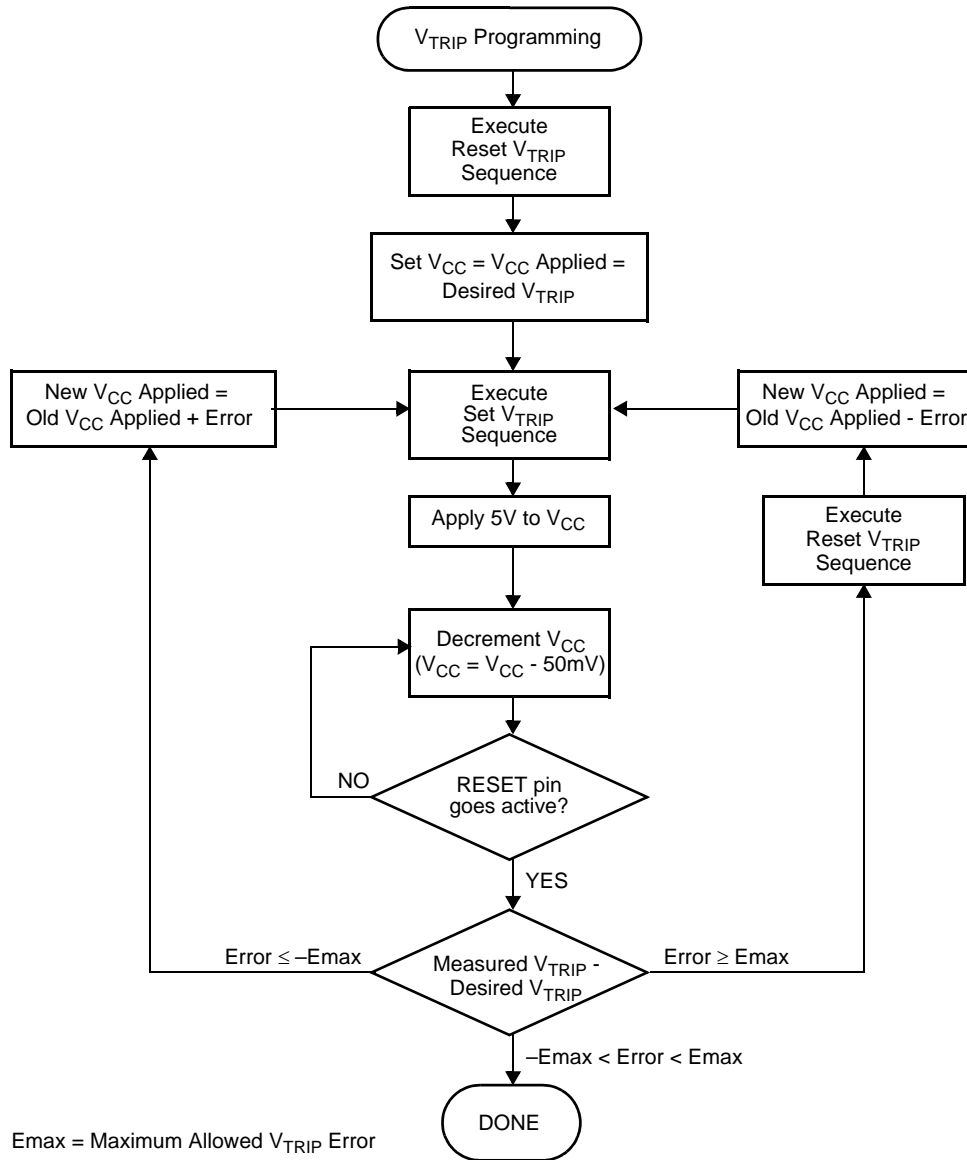 V_TRIP Programming
Execute
Reset V_TRIP
Sequence
Set V_CC = V_CC Applied =
Desired V_TRIP
New V_CC Applied =
Old V_CC Applied + Error
Execute
Set V_TRIP
Sequence
New V_CC Applied =
Old V_CC Applied - Error
Apply 5V to V_CC
Execute
Reset V_TRIP
Sequence
Decrement V_CC
(V_CC = V_CC - 50mV)
NO
RESET pin
goes active?
YES
Error ≤ –Emax
Measured V_TRIP -
Desired V_TRIP
Error ≥ Emax
–Emax < Error < Emax
DONE
Emax = Maximum Allowed V_TRIP Error